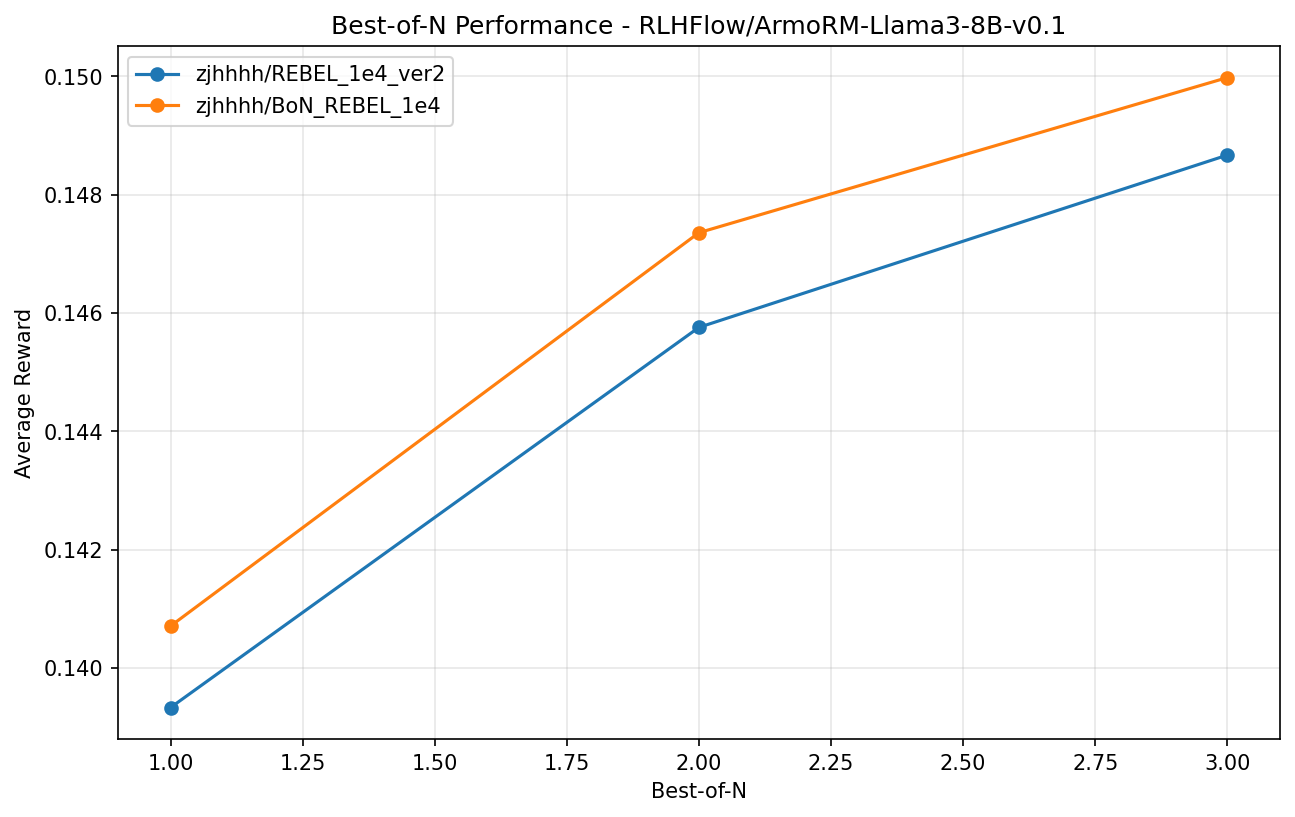 Best-of-N Performance - RLHFlow/ArmoRM-Llama3-8B-v0.1
zjhhhh/REBEL_1e4_ver2
zjhhhh/BoN_REBEL_1e4
Average Reward
0.150
0.148
0.146
0.144
0.142
0.140
1.00 1.25 1.50 1.75 2.00 2.25 2.50 2.75 3.00
Best-of-N